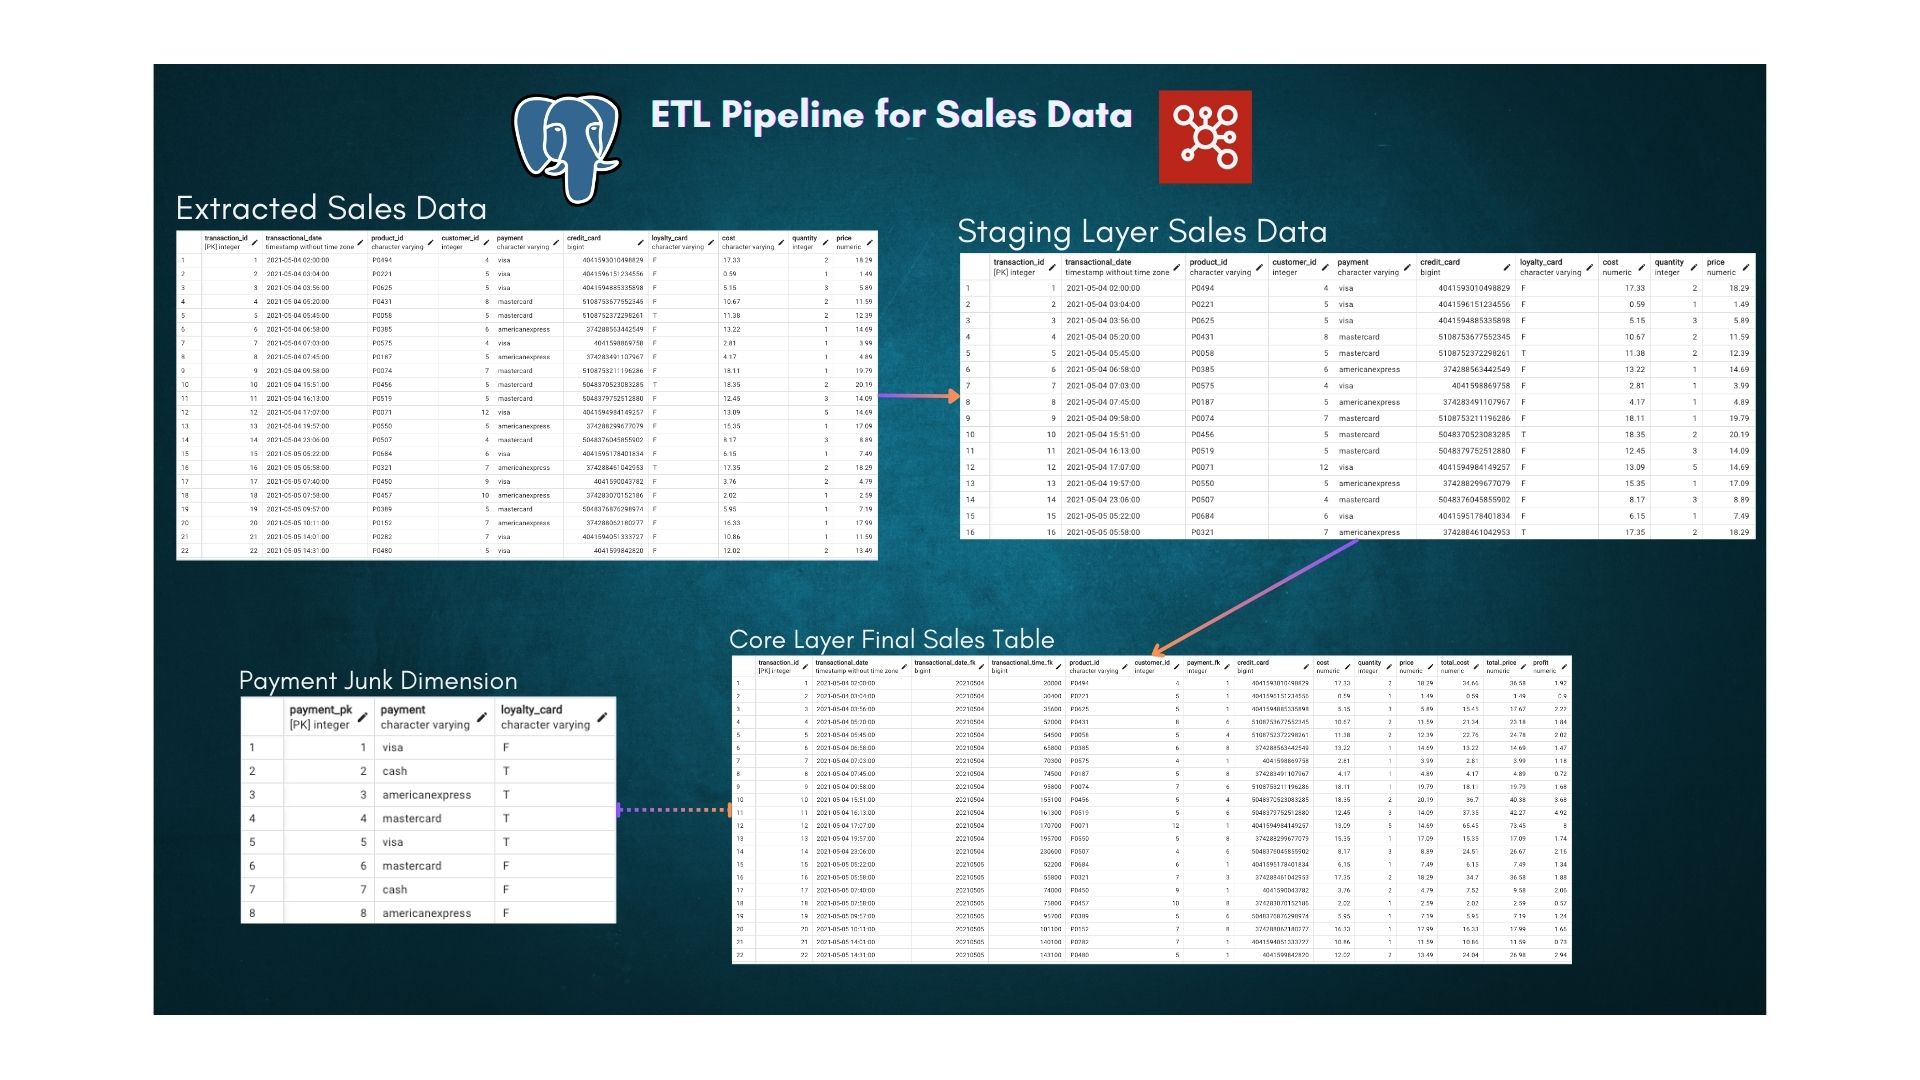 ETL Pipeline for Sales Data
Extracted Sales Data
transaction_id transactional_date product_id customer_id payment credit_card loyalty_card cost quantity price
[PK] integer timestamp without time zone character varying integer character varying bigint character varying character varying integer numeric
1 1 2021-05-04 02:00:00 P0494 4 visa 4041593010498829 F 17.33 2 18.29
2 2 2021-05-04 03:04:00 P0221 5 visa 4041596151234556 F 0.59 1 1.49
3 3 2021-05-04 03:56:00 P0625 5 visa 4041594885335898 F 5.15 3 5.89
4 4 2021-05-04 05:20:00 P0431 8 mastercard 5108753677552345 F 10.67 2 11.59
5 5 2021-05-04 05:45:00 P0058 5 mastercard 5108752372298261 T 11.38 2 12.39
6 6 2021-05-04 06:58:00 P0385 6 americanexpress 374288563442549 F 13.22 1 14.69
7 7 2021-05-04 07:03:00 P0575 4 visa 4041598869758 F 2.81 1 3.99
8 8 2021-05-04 07:45:00 P0187 5 americanexpress 374283491107967 F 4.17 1 4.89
9 9 2021-05-04 09:58:00 P0074 7 mastercard 5108753211196286 F 18.11 1 19.79
10 10 2021-05-04 15:51:00 P0456 5 mastercard 5048370523083285 T 18.35 2 20.19
11 11 2021-05-04 16:13:00 P0519 5 mastercard 5048379752512880 F 12.45 3 14.09
12 12 2021-05-04 17:07:00 P0071 12 visa 4041594984149257 F 13.09 5 14.69
13 13 2021-05-04 19:57:00 P0550 5 americanexpress 374288299677079 F 15.35 1 17.09
14 14 2021-05-04 23:06:00 P0507 4 mastercard 5048376045855902 F 8.17 3 8.89
15 15 2021-05-05 05:22:00 P0684 6 visa 4041595178401834 F 6.15 1 7.49
16 16 2021-05-05 05:58:00 P0321 7 americanexpress 374288461042953 T 17.35 2 18.29
17 17 2021-05-05 07:40:00 P0450 9 visa 4041590043782 F 3.76 2 4.79
18 18 2021-05-05 07:58:00 P0457 10 americanexpress 374283070152186 F 2.02 1 2.59
19 19 2021-05-05 09:57:00 P0389 5 mastercard 5048376876298974 F 5.95 1 7.19
20 20 2021-05-05 10:11:00 P0152 7 americanexpress 374288062180277 F 16.33 1 17.99
21 21 2021-05-05 14:01:00 P0282 7 visa 4041594051333727 F 10.86 1 11.59
22 22 2021-05-05 14:31:00 P0480 5 visa 4041599842820 F 12.02 2 13.49
Staging Layer Sales Data
transaction_id transactional_date product_id customer_id payment credit_card loyalty_card cost quantity price
[PK] integer timestamp without time zone character varying integer character varying bigint character varying numeric integer numeric
1 1 2021-05-04 02:00:00 P0494 4 visa 4041593010498829 F 17.33 2 18.29
2 2 2021-05-04 03:04:00 P0221 5 visa 4041596151234556 F 0.59 1 1.49
3 3 2021-05-04 03:56:00 P0625 5 visa 4041594885335898 F 5.15 3 5.89
4 4 2021-05-04 05:20:00 P0431 8 mastercard 5108753677552345 F 10.67 2 11.59
5 5 2021-05-04 05:45:00 P0058 5 mastercard 5108752372298261 T 11.38 2 12.39
6 6 2021-05-04 06:58:00 P0385 6 americanexpress 374288563442549 F 13.22 1 14.69
7 7 2021-05-04 07:03:00 P0575 4 visa 4041598869758 F 2.81 1 3.99
8 8 2021-05-04 07:45:00 P0187 5 americanexpress 374283491107967 F 4.17 1 4.89
9 9 2021-05-04 09:58:00 P0074 7 mastercard 5108753211196286 F 18.11 1 19.79
10 10 2021-05-04 15:51:00 P0456 5 mastercard 5048370523083285 T 18.35 2 20.19
11 11 2021-05-04 16:13:00 P0519 5 mastercard 5048379752512880 F 12.45 3 14.09
12 12 2021-05-04 17:07:00 P0071 12 visa 4041594984149257 F 13.09 5 14.69
13 13 2021-05-04 19:57:00 P0550 5 americanexpress 374288299677079 F 15.35 1 17.09
14 14 2021-05-04 23:06:00 P0507 4 mastercard 5048376045855902 F 8.17 3 8.89
15 15 2021-05-05 05:22:00 P0684 6 visa 4041595178401834 F 6.15 1 7.49
16 16 2021-05-05 05:58:00 P0321 7 americanexpress 374288461042953 T 17.35 2 18.29
Payment Junk Dimension
payment_pk payment loyalty_card
[PK] integer character varying character varying
1 1 visa F
2 2 cash T
3 3 americanexpress T
4 4 mastercard T
5 5 visa T
6 6 mastercard F
7 7 cash F
8 8 americanexpress F
Core Layer Final Sales Table
transaction_id transactional_date transactional_date_fk transactional_time_fk product_id customer_id payment_fk credit_card cost quantity price total_cost total_price profit
[PK] integer timestamp without time zone bigint bigint character varying integer integer bigint numeric integer numeric numeric numeric numeric
1 1 2021-05-04 02:00:00 20210504 20000 P0494 4 1 4041593010498829 17.33 2 18.29 34.66 36.58 1.92
2 2 2021-05-04 03:04:00 20210504 30400 P0221 5 1 4041596151234556 0.59 1 1.49 0.59 1.49 0.9
3 3 2021-05-04 03:56:00 20210504 35600 P0625 5 1 4041594885335898 5.15 3 5.89 15.45 17.67 2.22
4 4 2021-05-04 05:20:00 20210504 52000 P0431 8 6 5108753677552345 10.67 2 11.59 21.34 23.18 1.84
5 5 2021-05-04 05:45:00 20210504 54500 P0058 5 4 5108752372298261 11.38 2 12.39 22.76 24.78 2.02
6 6 2021-05-04 06:58:00 20210504 65800 P0385 6 8 374288563442549 13.22 1 14.69 13.22 14.69 1.47
7 7 2021-05-04 07:03:00 20210504 70300 P0575 4 1 4041598869758 2.81 1 3.99 2.81 3.99 1.18
8 8 2021-05-04 07:45:00 20210504 74500 P0187 5 8 374283491107967 4.17 1 4.89 4.17 4.89 0.72
9 9 2021-05-04 09:58:00 20210504 95800 P0074 7 6 5108753211196286 18.11 1 19.79 18.11 19.79 1.68
10 10 2021-05-04 15:51:00 20210504 155100 P0456 5 4 5048370523083285 18.35 2 20.19 36.7 40.38 3.68
11 11 2021-05-04 16:13:00 20210504 161300 P0519 5 6 5048379752512880 12.45 3 14.09 37.35 42.27 4.92
12 12 2021-05-04 17:07:00 20210504 170700 P0071 12 1 4041594984149257 13.09 5 14.69 65.45 73.45 8
13 13 2021-05-04 19:57:00 20210504 195700 P0550 5 8 374288299677079 15.35 1 17.09 15.35 17.09 1.74
14 14 2021-05-04 23:06:00 20210504 230600 P0507 4 6 5048376045855902 8.17 3 8.89 24.51 26.67 2.16
15 15 2021-05-05 05:22:00 20210505 52200 P0684 6 1 4041595178401834 6.15 1 7.49 6.15 7.49 1.34
16 16 2021-05-05 05:58:00 20210505 55800 P0321 7 3 374288461042953 17.35 2 18.29 34.7 36.58 1.88
17 17 2021-05-05 07:40:00 20210505 74000 P0450 9 1 4041590043782 3.76 2 4.79 7.52 9.58 2.06
18 18 2021-05-05 07:58:00 20210505 75800 P0457 10 8 374283070152186 2.02 1 2.59 2.02 2.59 0.57
19 19 2021-05-05 09:57:00 20210505 95700 P0389 5 6 5048376876298974 5.95 1 7.19 5.95 7.19 1.24
20 20 2021-05-05 10:11:00 20210505 101100 P0152 7 8 374288062180277 16.33 1 17.99 16.33 17.99 1.66
21 21 2021-05-05 14:01:00 20210505 140100 P0282 7 1 4041594051333727 10.86 1 11.59 10.86 11.59 0.73
22 22 2021-05-05 14:31:00 20210505 143100 P0480 5 1 4041599842820 12.02 2 13.49 24.04 26.98 2.94